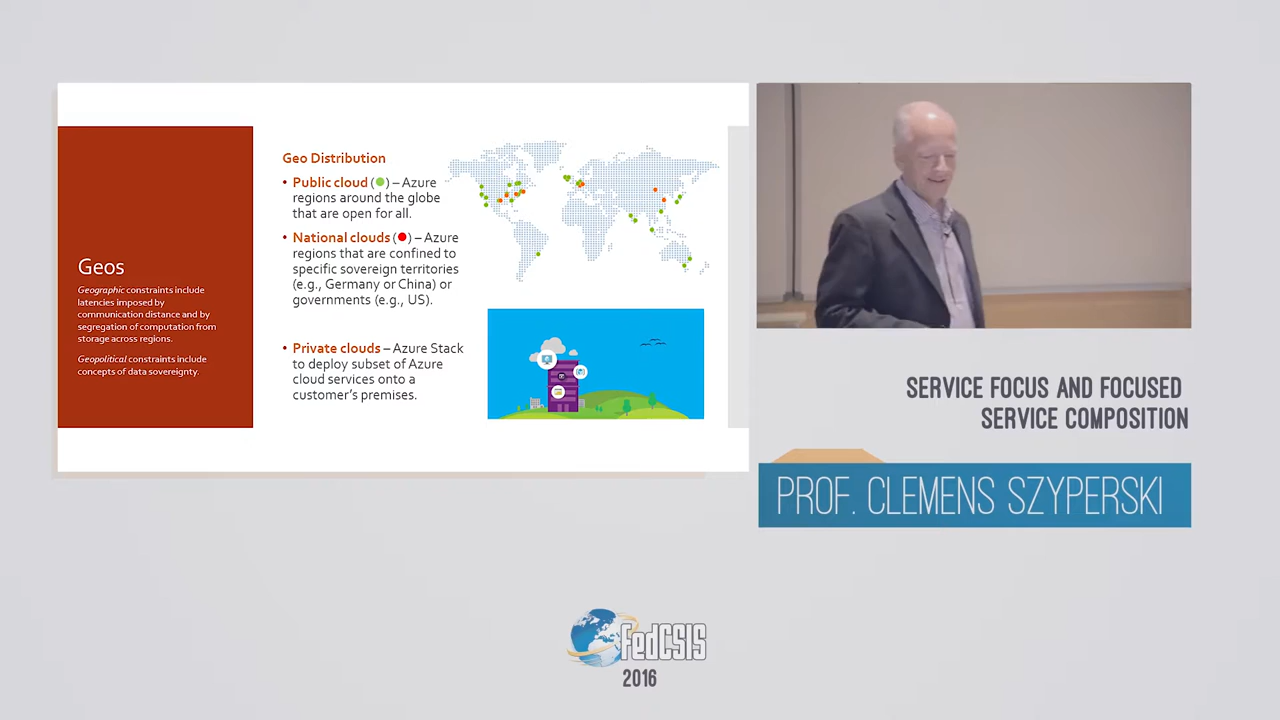 Geos
Geographic constraints include
latencies imposed by
communication distance and by
segregation of computation from
storage across regions.
Geopolitical constraints include
concepts of data sovereignty.
Geo Distribution
• Public cloud (●) – Azure
regions around the globe
that are open for all.
• National clouds (●) – Azure
regions that are confined to
specific sovereign territories
(e.g., Germany or China) or
governments (e.g., US).
• Private clouds – Azure Stack
to deploy subset of Azure
cloud services onto a
customer's premises.
SERVICE FOCUS AND FOCUSED
SERVICE COMPOSITION
PROF. CLEMENS SZYPERSKI
FedCSIS
2016